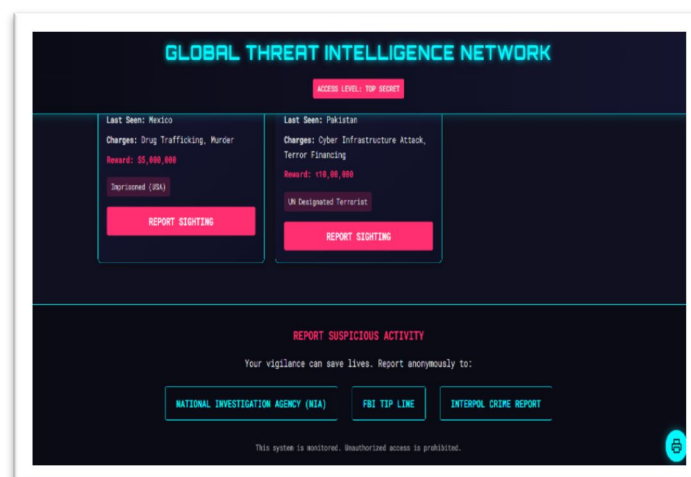 GLOBAL THREAT INTELLIGENCE NETWORK
ACCESS LEVEL: TOP SECRET
Last Seen: Mexico
Charges: Drug Trafficking, Murder
Reward: $5,000,000
Imprisoned (USA)
REPORT SIGHTING
Last Seen: Pakistan
Charges: Cyber Infrastructure Attack,
Terror Financing
Reward: ₹10,00,000
UN Designated Terrorist
REPORT SIGHTING
REPORT SUSPICIOUS ACTIVITY
Your vigilance can save lives. Report anonymously to:
NATIONAL INVESTIGATION AGENCY (NIA)
FBI TIP LINE
INTERPOL CRIME REPORT
This system is monitored. Unauthorized access is prohibited.